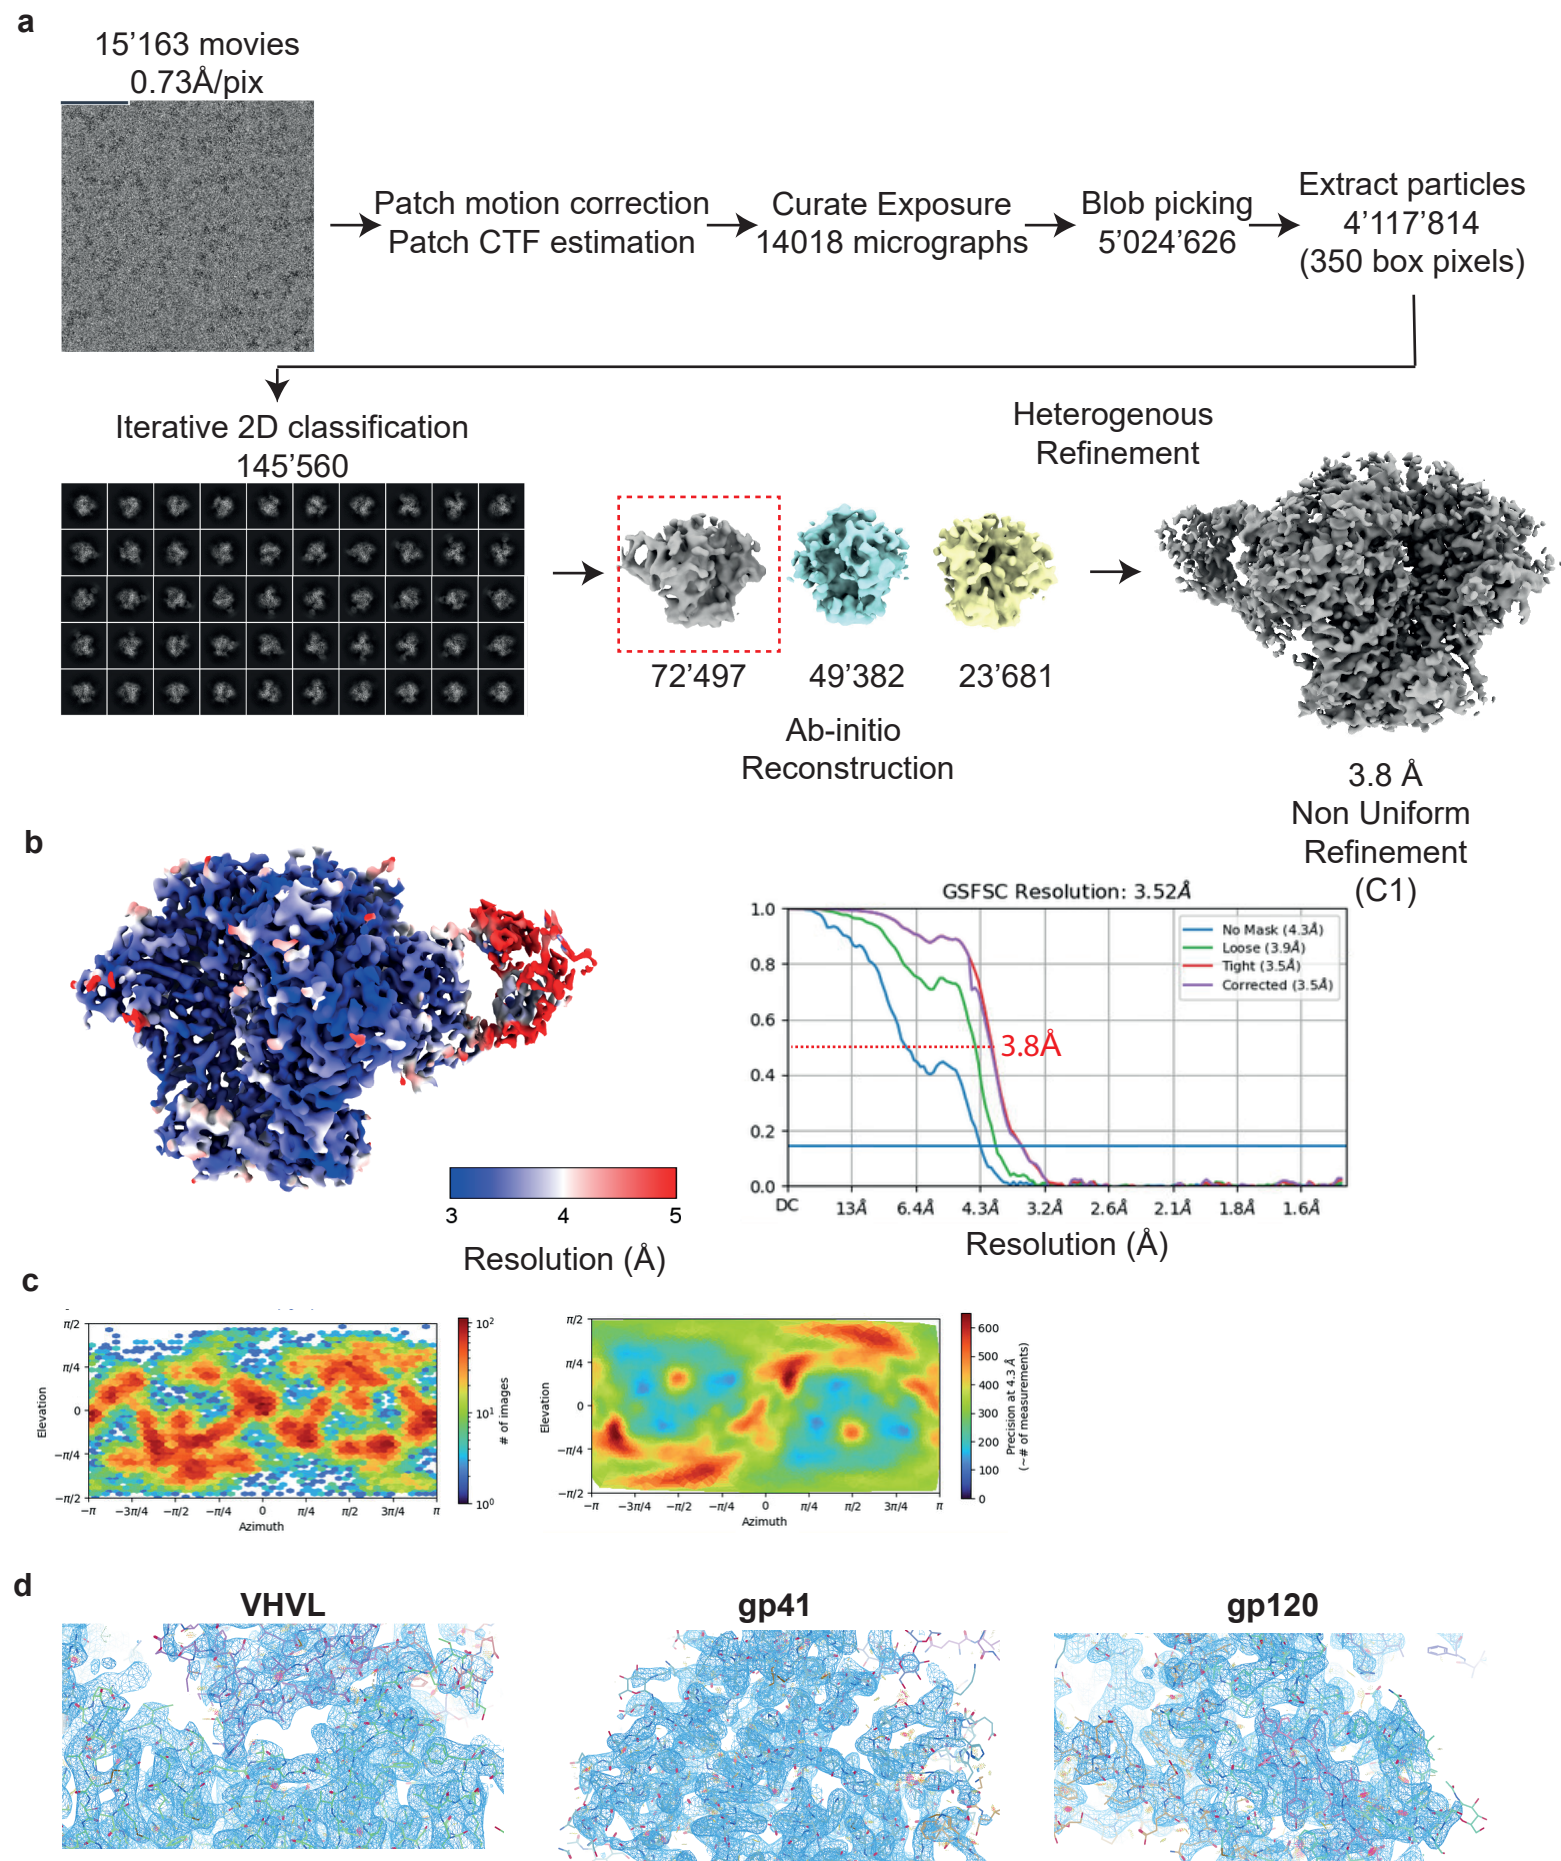 a
15’163 movies
0.73Å/pix
Patch motion correction
Patch CTF estimation
Curate Exposure
14018 micrographs
Blob picking
5’024’626
Extract particles
4’117’814
(350 box pixels)
Iterative 2D classification
145’560
72’497
49’382
23’681
Ab-initio
Reconstruction
Heterogenous
Refinement
3.8 Å
Non Uniform
Refinement
(C1)
b
3
4
5
Resolution (Å)
GSFSC Resolution: 3.52Å
1.0
0.8
0.6
0.4
0.2
0.0
No Mask (4.3Å)
Loose (3.9Å)
Tight (3.5Å)
Corrected (3.5Å)
3.8Å
DC
13Å
6.4Å
4.3Å
3.2Å
2.6Å
2.1Å
1.8Å
1.6Å
Resolution (Å)
c
π/2
π/4
0
−π/4
−π/2
Elevation
−π
−3π/4
−π/2
−π/4
0
π/4
π/2
3π/4
π
Azimuth
10²
10¹
10⁰
# of images
π/2
π/4
0
−π/4
−π/2
Elevation
−π
−3π/4
−π/2
−π/4
0
π/4
π/2
3π/4
π
Azimuth
600
500
400
300
200
100
0
Precision at 4.3 Å
(~# of measurements)
d
VHVL
gp41
gp120